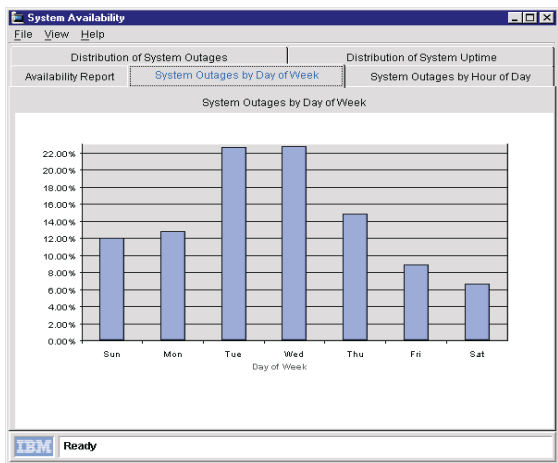 System Availability
File View Help
Distribution of System Outages
Distribution of System Uptime
Availability Report
System Outages by Day of Week
System Outages by Hour of Day
System Outages by Day of Week
22.00%
20.00%
18.00%
16.00%
14.00%
12.00%
10.00%
8.00%
6.00%
4.00%
2.00%
0.00%
Sun Mon Tue Wed Thu Fri Sat
Day of Week
IBM Ready